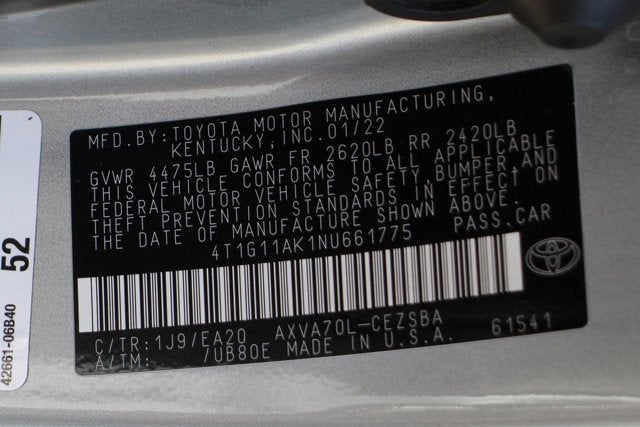 MFD.BY:TOYOTA MOTOR MANUFACTURING,
KENTUCKY,INC.01/22
GVWR 4475LB GAWR FR 2620LB RR 2420LB
THIS VEHICLE CONFORMS TO ALL APPLICABLE
FEDERAL MOTOR VEHICLE SAFETY,BUMPER,AND
THEFT PREVENTION STANDARDS IN EFFECT ON
THE DATE OF MANUFACTURE SHOWN ABOVE.
4T1G11AK1NU661775 PASS.CAR
C/TR:1J9/EA20 AXVA70L-CEZSBA 61541
A/TM: /UB80E MADE IN U.S.A.
52
42661-06B40